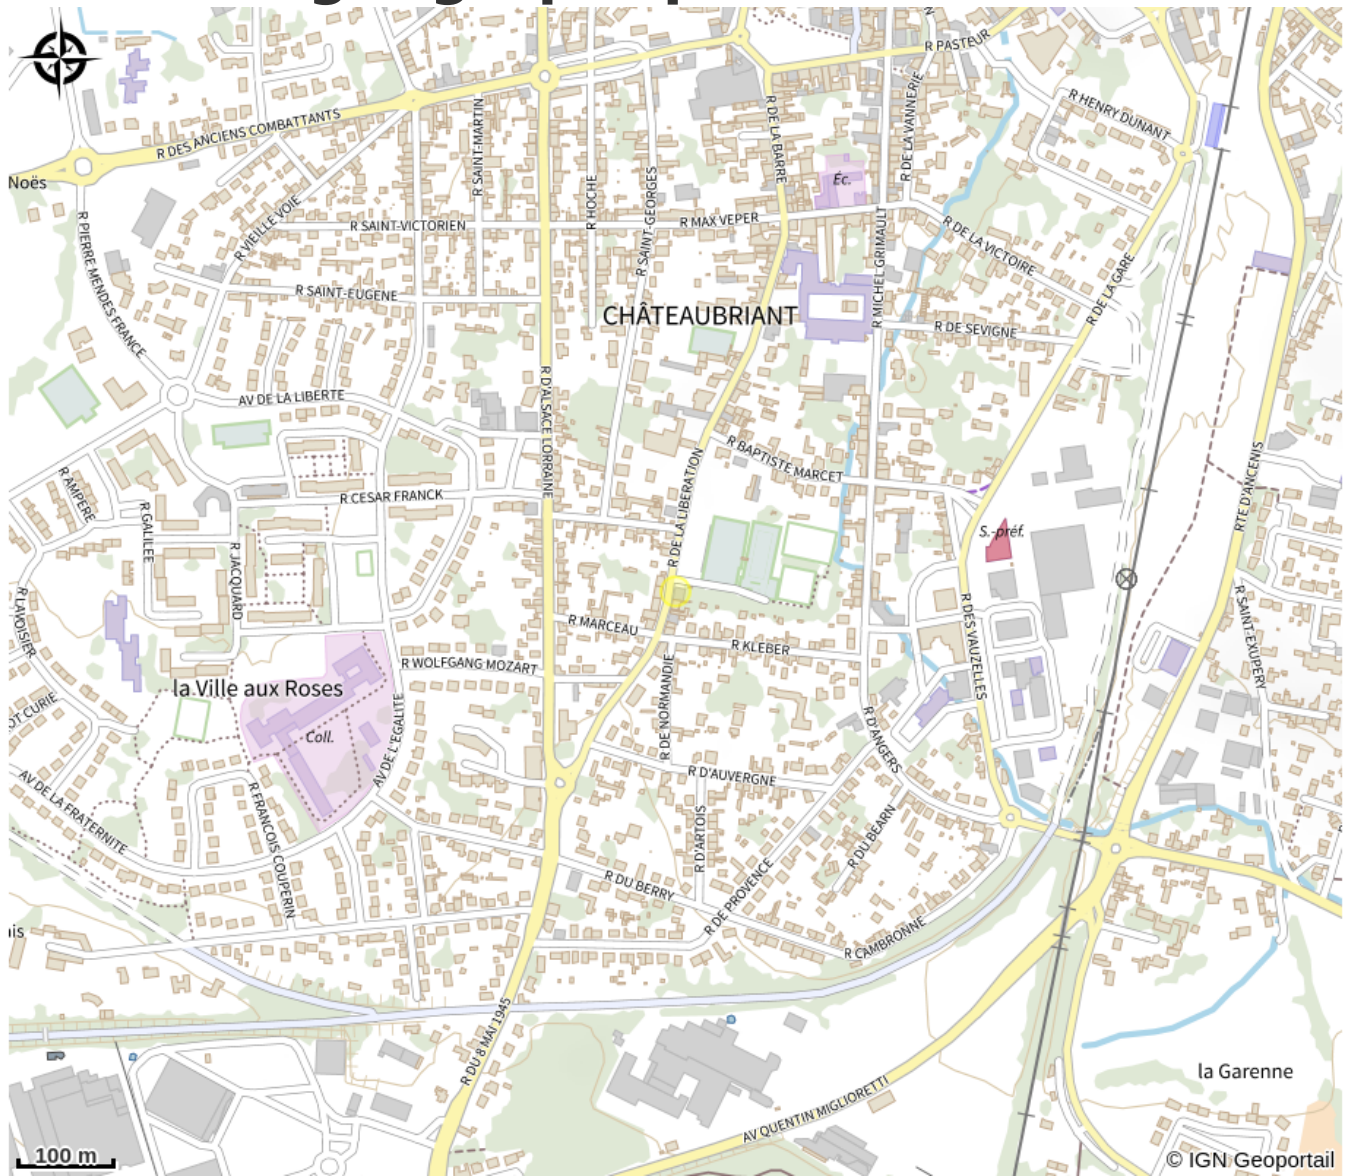 R PASTEUR
R HENRY DUNANT
R DES ANCIENS COMBATTANTS
R SAINT-MARTIN
R DE LA BARRE
R DE LA VANNERIE
Noës
Éc.
R VIEILLE VOIE
R HOCHE
R SAINT-GEORGES
R PIERRE MENDES FRANCE
R SAINT-VICTORIEN
R MAX VEPER
R DE LA VICTOIRE
R MICHEL GRIMAULT
R DE LA GARE
R SAINT-EUGENE
CHÂTEAUBRIANT
R DE SEVIGNE
AV DE LA LIBERTE
R D'ALSACE LORRAINE
R BAPTISTE MARCET
R DE LA LIBERATION
RTE D'ANCENIS
R AMPERE
R CESAR FRANCK
R GALILEE
S.-préf.
R JACQUARD
R LAVOISIER
R MARCEAU
R KLEBER
R DES VAUZELLES
R SAINT-EXUPERY
R WOLFGANG MOZART
la Ville aux Roses
R DE NORMANDIE
OT CURIE
Coll.
AV DE L'EGALITE
R D'ANGERS
R D'AUVERGNE
AV DE LA FRATERNITE
R FRANCOIS COUPERIN
R D'ARTOIS
R DU BEARN
R DU BERRY
R DE PROVENCE
ais
R CAMBRONNE
R DU 8 MAI 1945
la Garenne
AV QUENTIN MIGLIORETTI
100 m
© IGN Geoportail